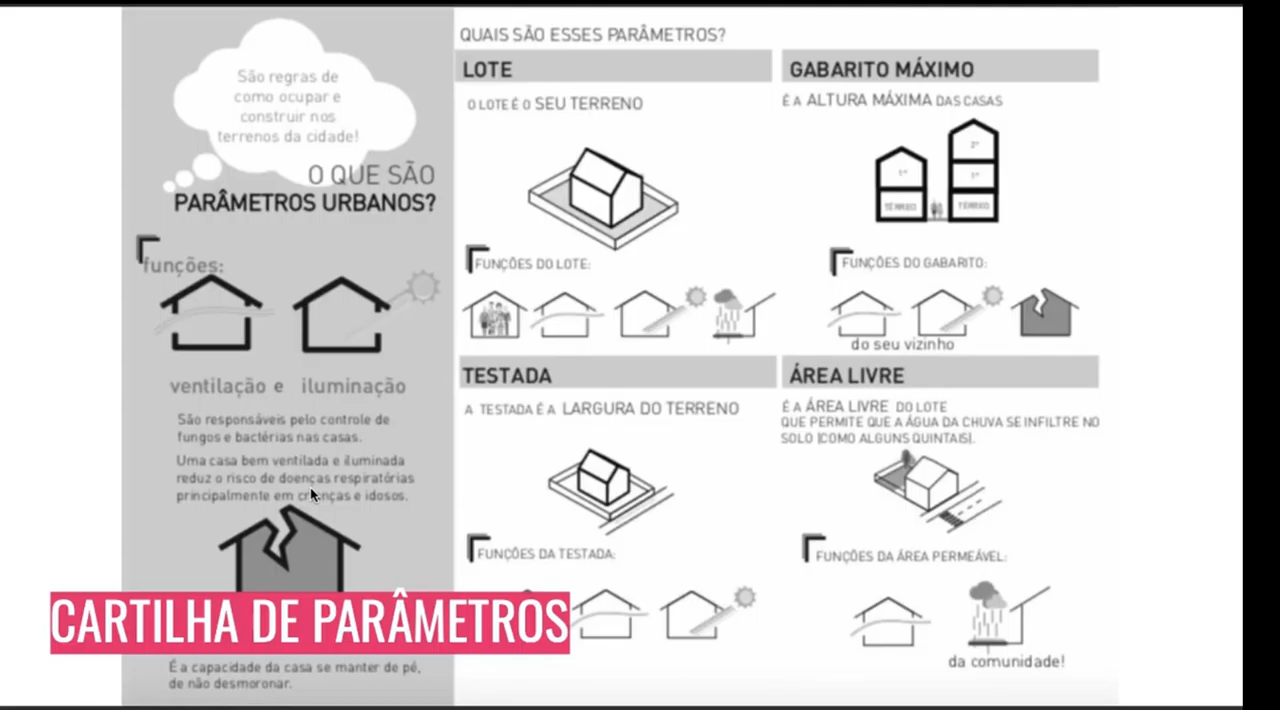 São regras de
como ocupar e
construir nos
terrenos da cidade!
O QUE SÃO
PARÂMETROS URBANOS?
funções:
ventilação e iluminação
São responsáveis pelo controle de
fungos e bactérias nas casas.
Uma casa bem ventilada e iluminada
reduz o risco de doenças respiratórias
principalmente em crianças e idosos.
CARTILHA DE PARÂMETROS
É a capacidade da casa se manter de pé,
de não desmoronar.
QUAIS SÃO ESSES PARÂMETROS?
LOTE
O LOTE É O SEU TERRENO
FUNÇÕES DO LOTE:
GABARITO MÁXIMO
É A ALTURA MÁXIMA DAS CASAS
2°
1°
1°
TÉRREO
TÉRREO
FUNÇÕES DO GABARITO:
do seu vizinho
TESTADA
A TESTADA É A LARGURA DO TERRENO
FUNÇÕES DA TESTADA:
ÁREA LIVRE
É A ÁREA LIVRE DO LOTE
QUE PERMITE QUE A ÁGUA DA CHUVA SE INFILTRE NO
SOLO (COMO ALGUNS QUINTAIS).
FUNÇÕES DA ÁREA PERMEÁVEL:
da comunidade!